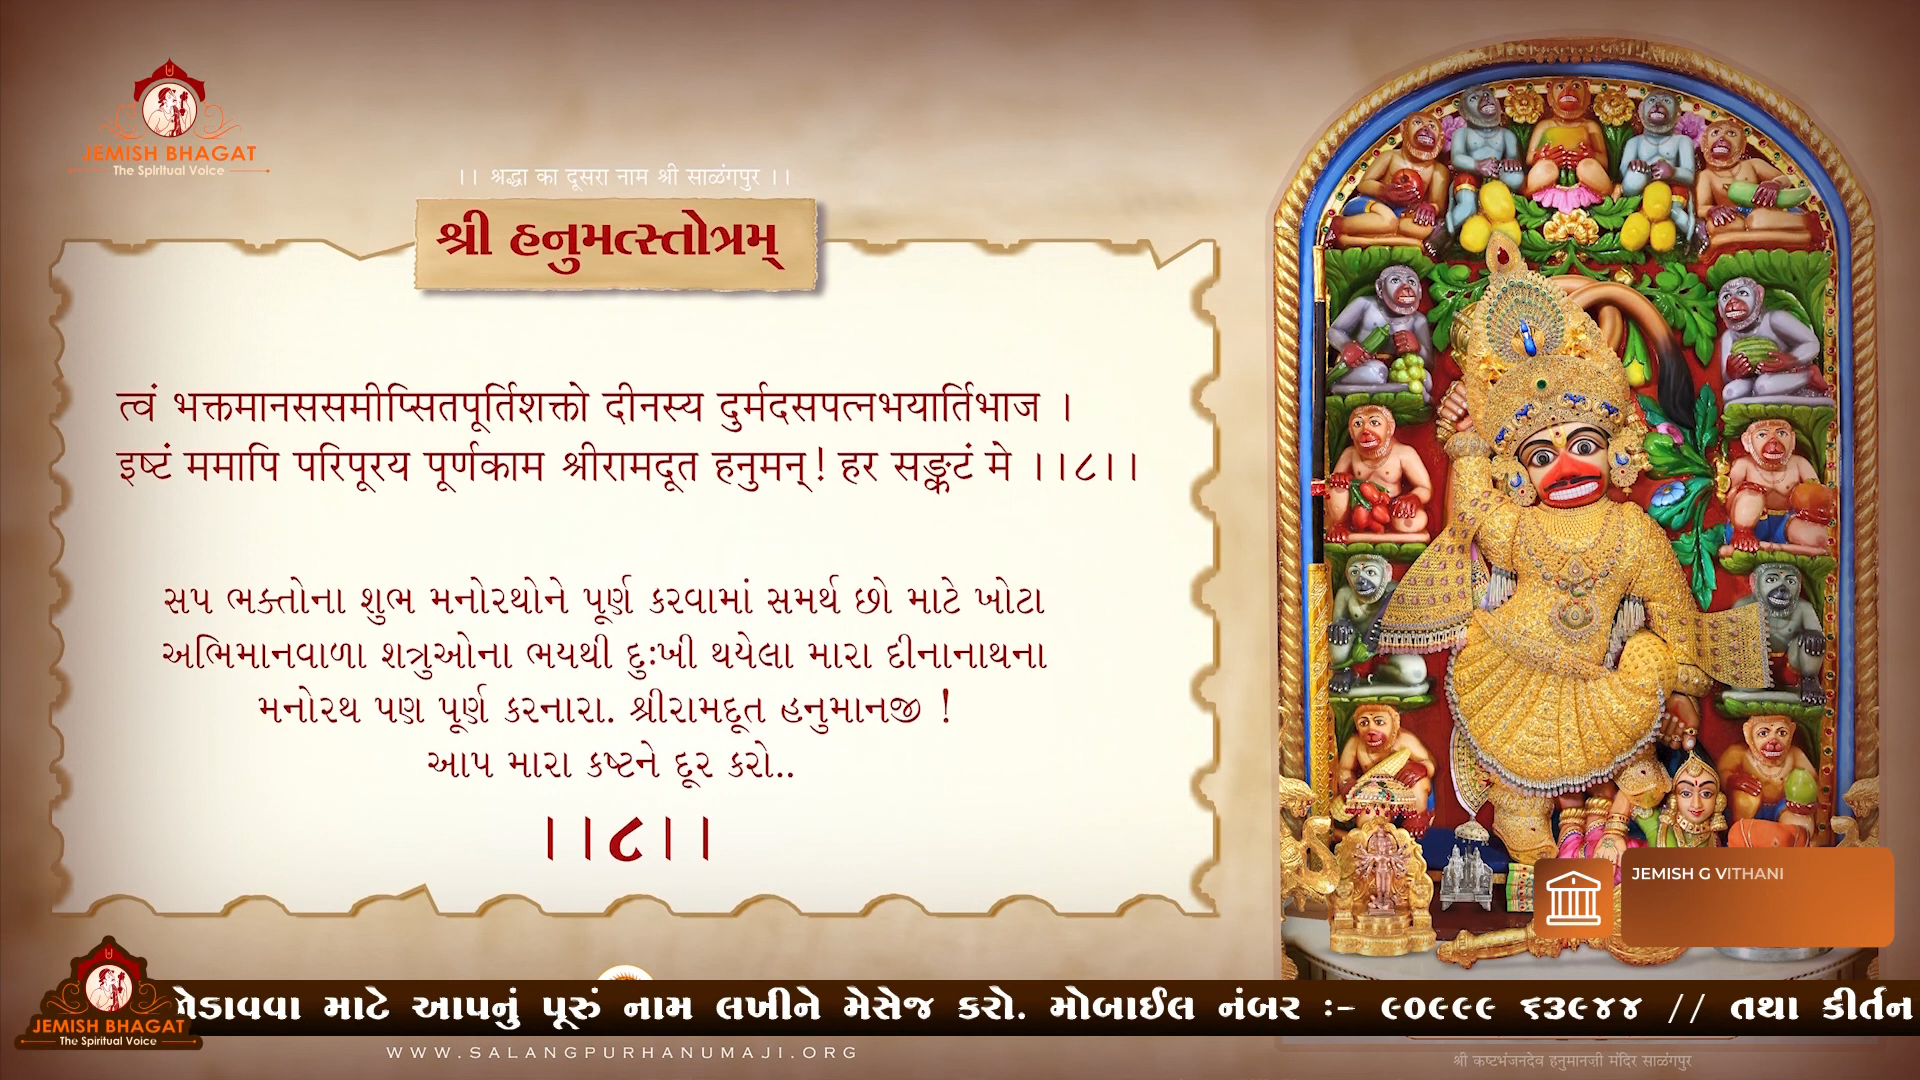 JEMISH BHAGAT
The Spiritual Voice
।। श्रद्धा का दूसरा नाम श्री साळंगपुर ।।
શ્રી હનુમત્સ્તોત્રમ્
त्वं भक्तमानससमीप्सितपूर्तिशक्तो दीनस्य दुर्मदसपत्नभयार्तिभाज ।
इष्टं ममापि परिपूरय पूर्णकाम श्रीरामदूत हनुमन्! हर सङ्कटं मे ।।८।।
સપ ભક્તોના શુભ મનોરથોને પૂર્ણ કરવામાં સમર્થ છો માટે ખોટા
અભિમાનવાળા શત્રુઓના ભયથી દુઃખી થયેલા મારા દીનાનાથના
મનોરથ પણ પૂર્ણ કરનારા. શ્રીરામદૂત હનુમાનજી !
આપ મારા કષ્ટને દૂર કરો..
।।૮।।
JEMISH G VITHANI
JEMISH BHAGAT
The Spiritual Voice
ડાવવા માટે આપનું પૂરું નામ લખીને મેસેજ કરો. મોબાઈલ નંબર :- ૯૦૯૯૯ ૬૩૯૪૪ // તથા કીર્તન
WWW.SALANGPURHANUMAJI.ORG
श्री कष्टभंजनदेव हनुमानजी मंदिर साळंगपुर